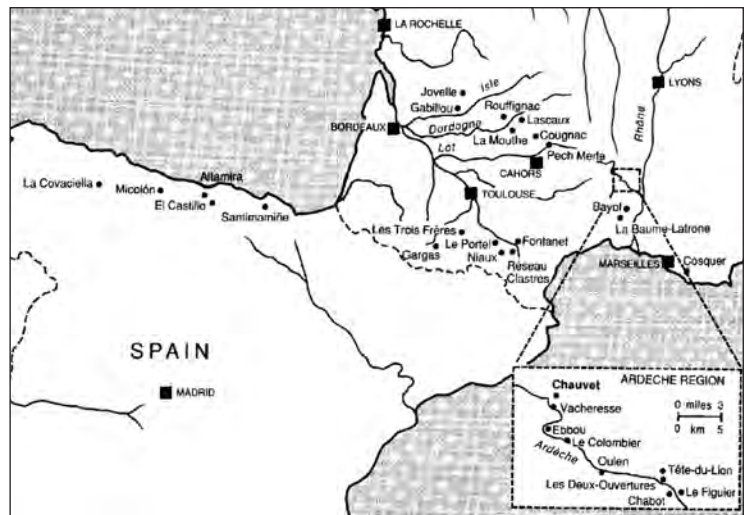 LA ROCHELLE
LYONS
Jovelle
Isle
Gabillou
Rouffignac
Lascaux
Rhône
BORDEAUX
Dordogne
La Mouthe
Cougnac
Lot
Pech Merle
CAHORS
La Covaciella
Micolón
Altamira
El Castillo
Santimamiñe
TOULOUSE
Bayol
La Baume-Latrone
Les Trois Frères
Gargas
Le Portel
Niaux
Fontanet
Réseau
Clastres
MARSEILLES
Cosquer
SPAIN
MADRID
ARDECHE REGION
Chauvet
0 miles 3
0 km 5
Vacheresse
Ebbou
Le Colombier
Ardèche
Oulen
Tête-du-Lion
Les Deux-Ouvertures
Chabot
Le Figuier